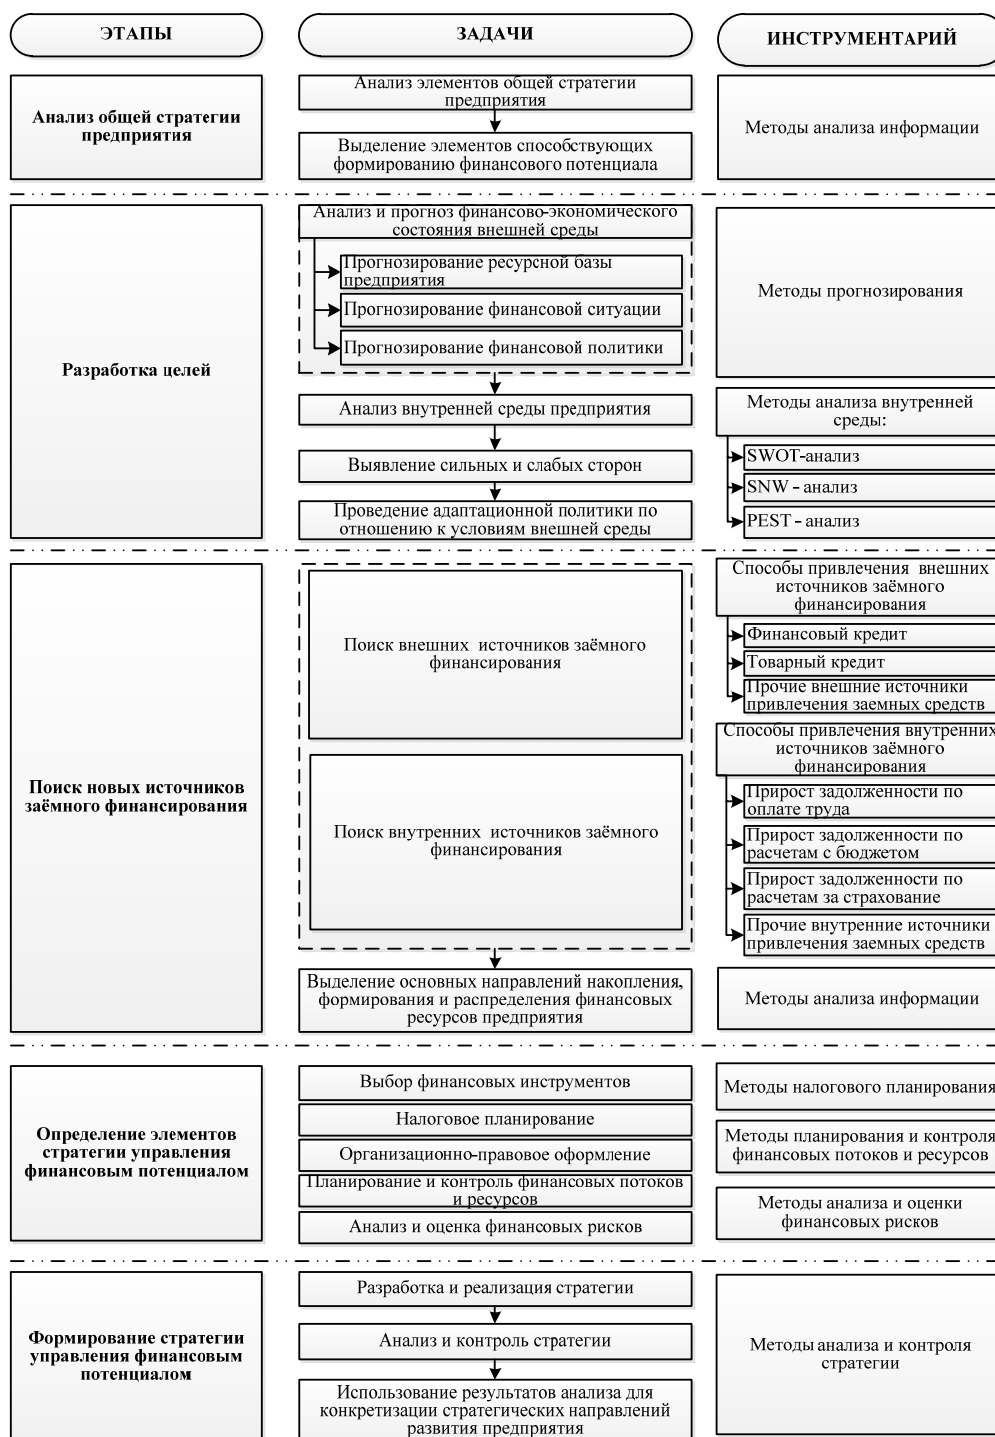 ЭТАПЫ
ЗАДАЧИ
ИНСТРУМЕНТАРИЙ
Анализ общей стратегии
предприятия
Анализ элементов общей стратегии
предприятия
Выделение элементов способствующих
формированию финансового потенциала
Методы анализа информации
Разработка целей
Анализ и прогноз финансово-экономического
состояния внешней среды
Прогнозирование ресурсной базы
предприятия
Прогнозирование финансовой ситуации
Прогнозирование финансовой политики
Анализ внутренней среды предприятия
Выявление сильных и слабых сторон
Проведение адаптационной политики по
отношению к условиям внешней среды
Методы прогнозирования
Методы анализа внутренней
среды:
SWOT-анализ
SNW - анализ
PEST - анализ
Поиск новых источников
заёмного финансирования
Поиск внешних источников заёмного
финансирования
Поиск внутренних источников заёмного
финансирования
Выделение основных направлений накопления,
формирования и распределения финансовых
ресурсов предприятия
Способы привлечения внешних
источников заёмного
финансирования
Финансовый кредит
Товарный кредит
Прочие внешние источники
привлечения заемных средств
Способы привлечения внутренних
источников заёмного
финансирования
Прирост задолженности по
оплате труда
Прирост задолженности по
расчетам с бюджетом
Прирост задолженности по
расчетам за страхование
Прочие внутренние источники
привлечения заемных средств
Методы анализа информации
Определение элементов
стратегии управления
финансовым потенциалом
Выбор финансовых инструментов
Налоговое планирование
Организационно-правовое оформление
Планирование и контроль финансовых потоков
и ресурсов
Анализ и оценка финансовых рисков
Методы налогового планирования
Методы планирования и контроля
финансовых потоков и ресурсов
Методы анализа и оценки
финансовых рисков
Формирование стратегии
управления финансовым
потенциалом
Разработка и реализация стратегии
Анализ и контроль стратегии
Использование результатов анализа для
конкретизации стратегических направлений
развития предприятия
Методы анализа и контроля
стратегии